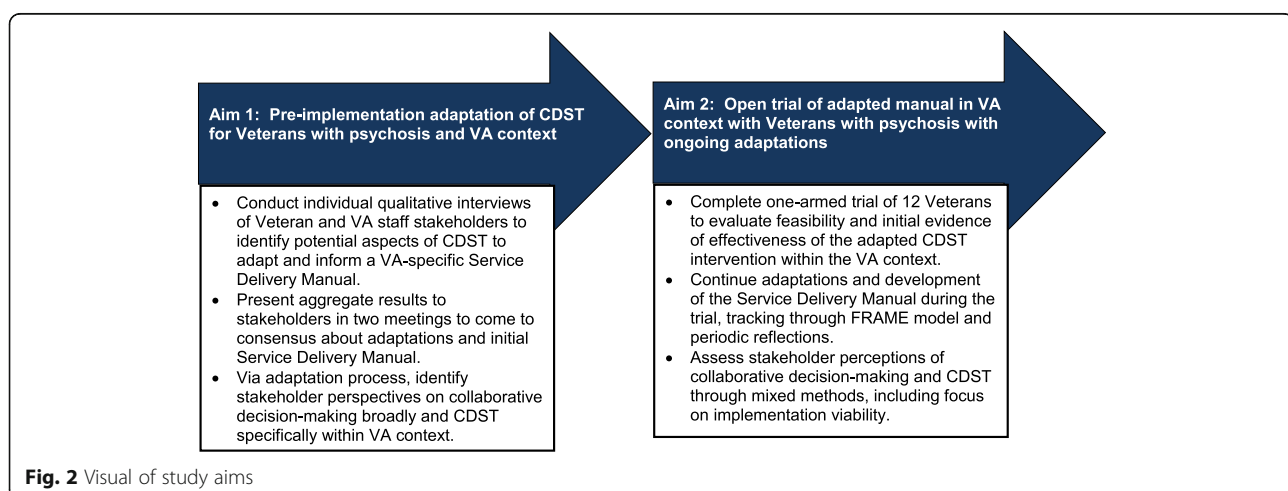 Aim 1: Pre-implementation adaptation of CDST
for Veterans with psychosis and VA context
• Conduct individual qualitative interviews
of Veteran and VA staff stakeholders to
identify potential aspects of CDST to
adapt and inform a VA-specific Service
Delivery Manual.
• Present aggregate results to
stakeholders in two meetings to come to
consensus about adaptations and initial
Service Delivery Manual.
• Via adaptation process, identify
stakeholder perspectives on collaborative
decision-making broadly and CDST
specifically within VA context.
Aim 2: Open trial of adapted manual in VA
context with Veterans with psychosis with
ongoing adaptations
• Complete one-armed trial of 12 Veterans
to evaluate feasibility and initial evidence
of effectiveness of the adapted CDST
intervention within the VA context.
• Continue adaptations and development
of the Service Delivery Manual during the
trial, tracking through FRAME model and
periodic reflections.
• Assess stakeholder perceptions of
collaborative decision-making and CDST
through mixed methods, including focus
on implementation viability.
Fig. 2 Visual of study aims